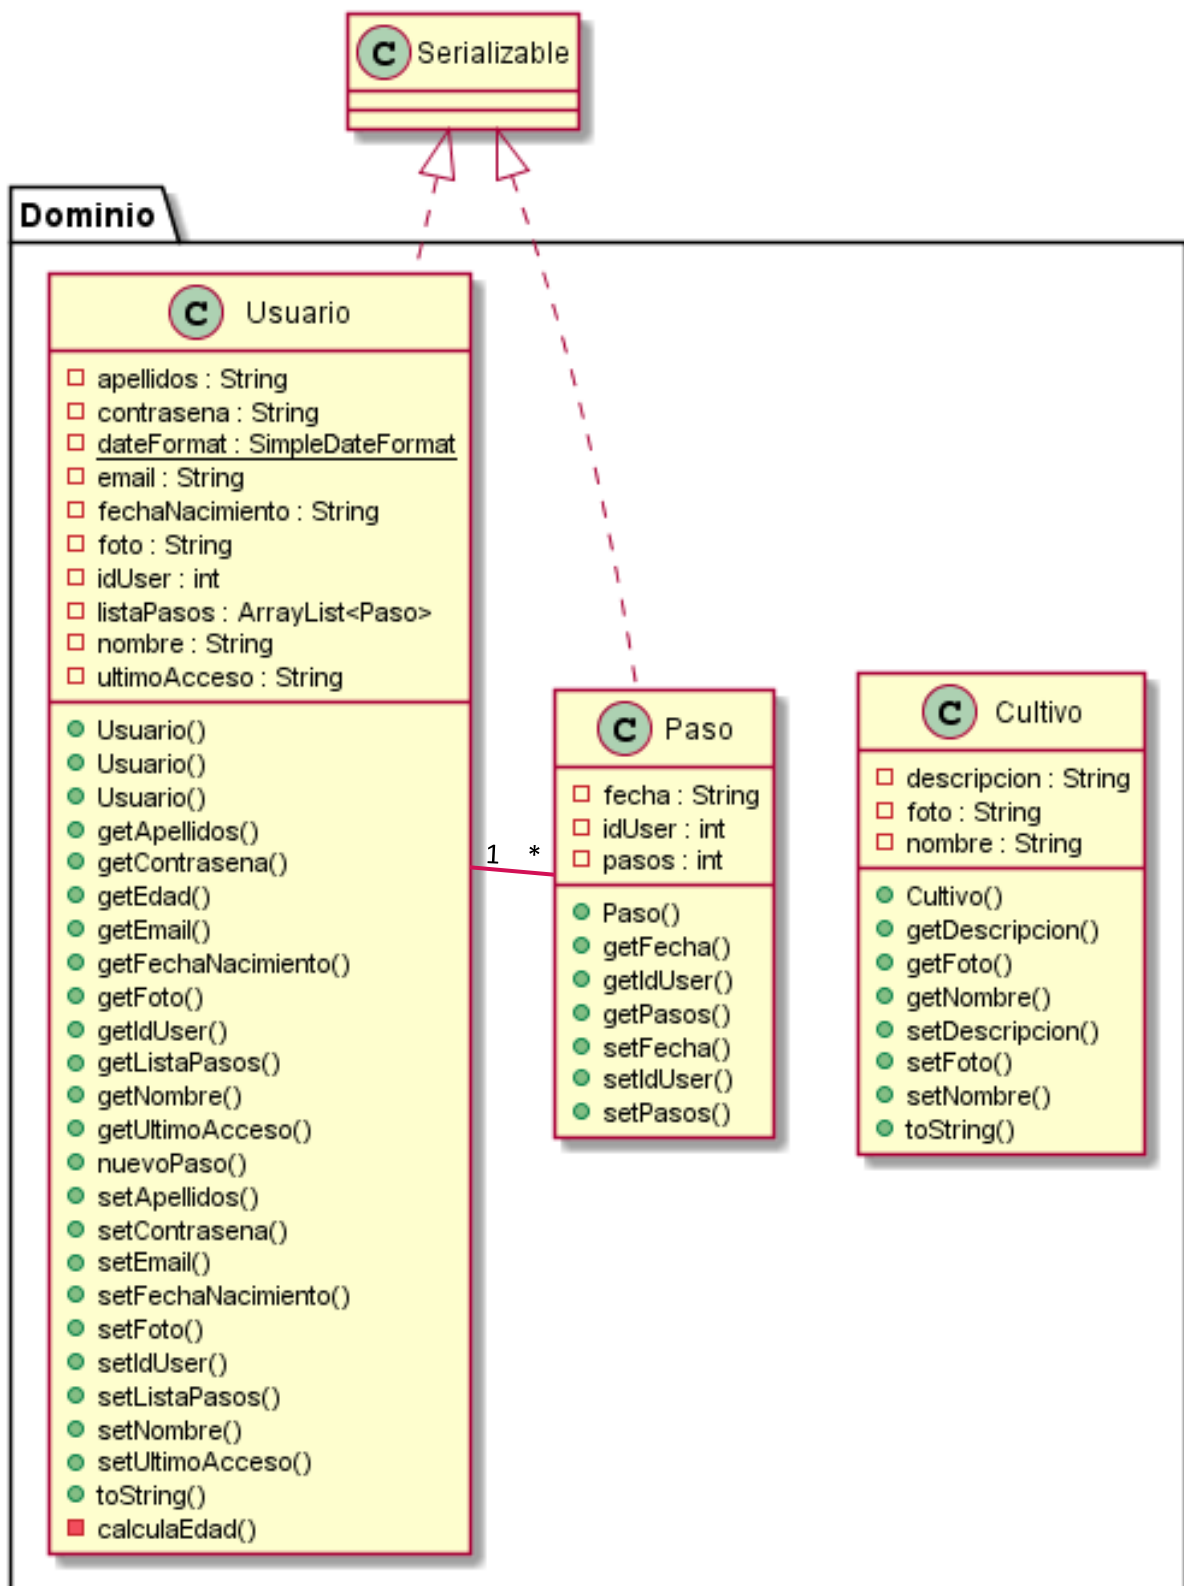 C Serializable
Dominio
C Usuario
apellidos : String
contrasena : String
dateFormat : SimpleDateFormat
email : String
fechaNacimiento : String
foto : String
idUser : int
listaPasos : ArrayList<Paso>
nombre : String
ultimoAcceso : String
Usuario()
Usuario()
Usuario()
getApellidos()
getContrasena()
getEdad()
getEmail()
getFechaNacimiento()
getFoto()
getIdUser()
getListaPasos()
getNombre()
getUltimoAcceso()
nuevoPaso()
setApellidos()
setContrasena()
setEmail()
setFechaNacimiento()
setFoto()
setIdUser()
setListaPasos()
setNombre()
setUltimoAcceso()
toString()
calculaEdad()
1 *
C Paso
fecha : String
idUser : int
pasos : int
Paso()
getFecha()
getIdUser()
getPasos()
setFecha()
setIdUser()
setPasos()
C Cultivo
descripcion : String
foto : String
nombre : String
Cultivo()
getDescripcion()
getFoto()
getNombre()
setDescripcion()
setFoto()
setNombre()
toString()